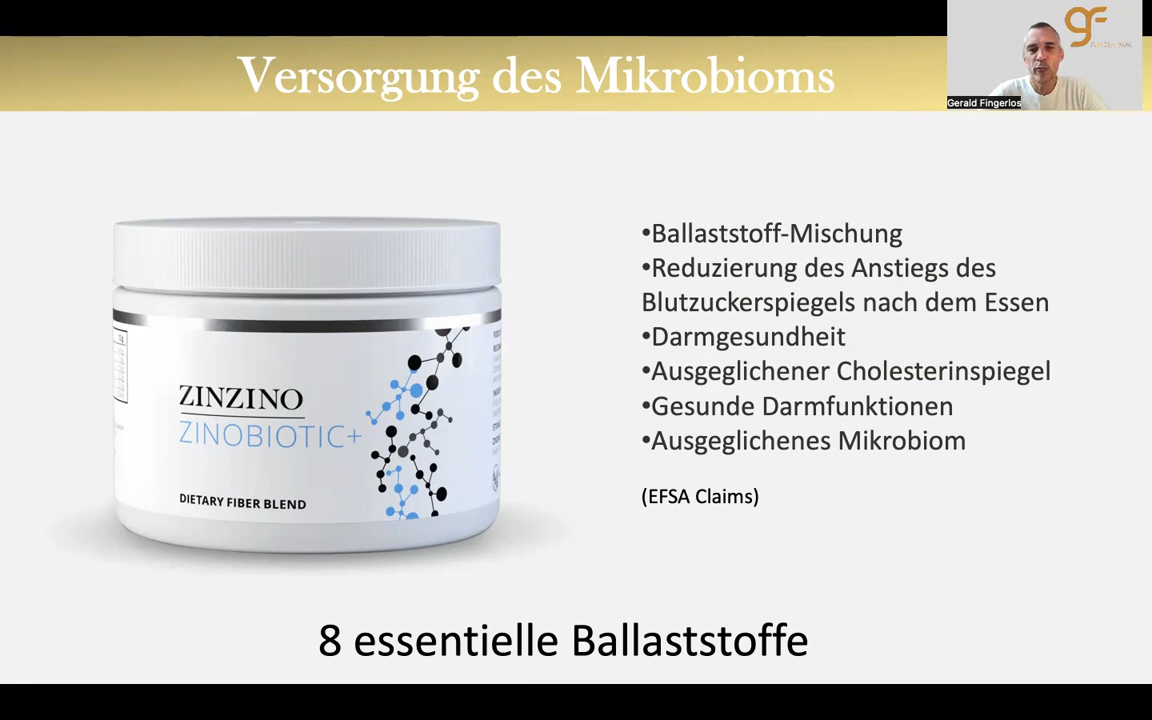 Versorgung des Mikrobioms
gf
Gerald Fingerlos
•Ballaststoff-Mischung
•Reduzierung des Anstiegs des
Blutzuckerspiegels nach dem Essen
•Darmgesundheit
•Ausgeglichener Cholesterinspiegel
•Gesunde Darmfunktionen
•Ausgeglichenes Mikrobiom
(EFSA Claims)
ZINZINO
ZINOBIOTIC+
DIETARY FIBER BLEND
8 essentielle Ballaststoffe